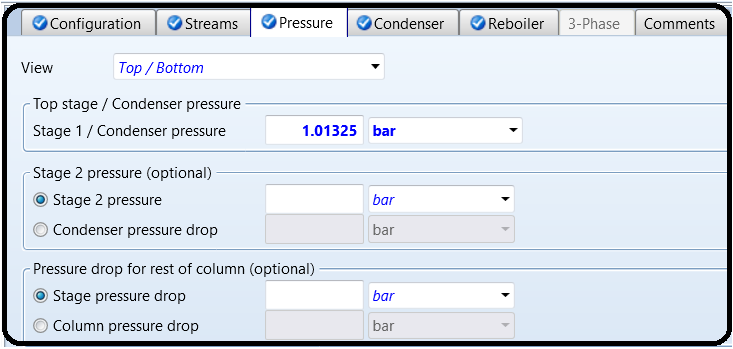 Configuration Streams Pressure Condenser Reboiler 3-Phase Comments
View Top / Bottom
Top stage / Condenser pressure
Stage 1 / Condenser pressure 1.01325 bar
Stage 2 pressure (optional)
Stage 2 pressure bar
Condenser pressure drop bar
Pressure drop for rest of column (optional)
Stage pressure drop bar
Column pressure drop bar